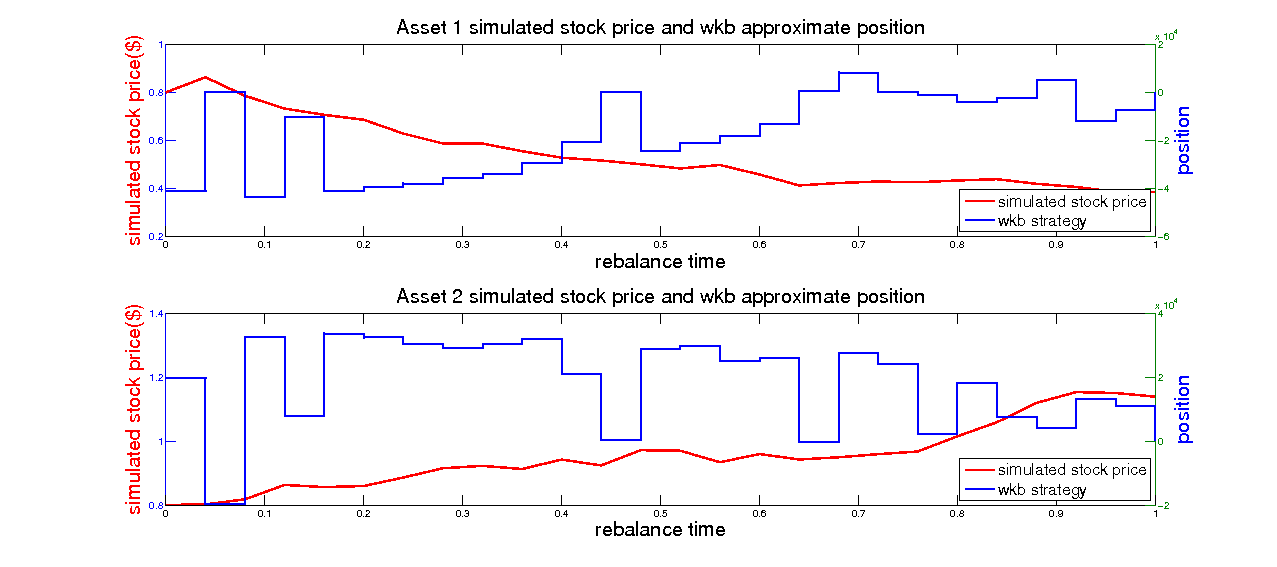 Asset 1 simulated stock price and wkb approximate position
x 10^4
simulated stock price($)
1
0.8
0.6
0.4
0.2
2
0
-2
-4
-6
position
simulated stock price
wkb strategy
0 0.1 0.2 0.3 0.4 0.5 0.6 0.7 0.8 0.9 1
rebalance time
Asset 2 simulated stock price and wkb approximate position
x 10^4
simulated stock price($)
1.4
1.2
1
0.8
4
2
0
-2
position
simulated stock price
wkb strategy
0 0.1 0.2 0.3 0.4 0.5 0.6 0.7 0.8 0.9 1
rebalance time